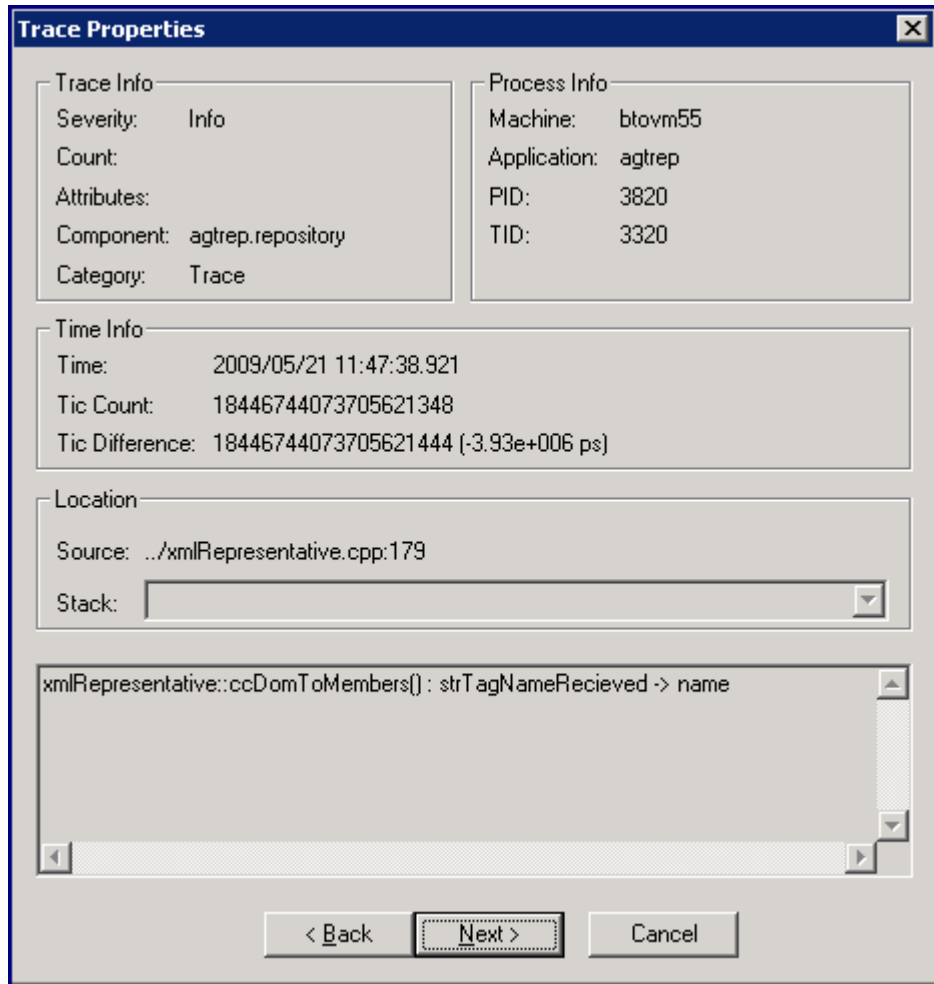 Trace Properties
Trace Info
Severity: Info
Count:
Attributes:
Component: agtrep.repository
Category: Trace
Process Info
Machine: btovm55
Application: agtrep
PID: 3820
TID: 3320
Time Info
Time: 2009/05/21 11:47:38.921
Tic Count: 18446744073705621348
Tic Difference: 18446744073705621444 (-3.93e+006 ps)
Location
Source: ../xmlRepresentative.cpp:179
Stack:
xmlRepresentative::ccDomToMembers() : strTagNameRecieved -> name
< Back
Next >
Cancel